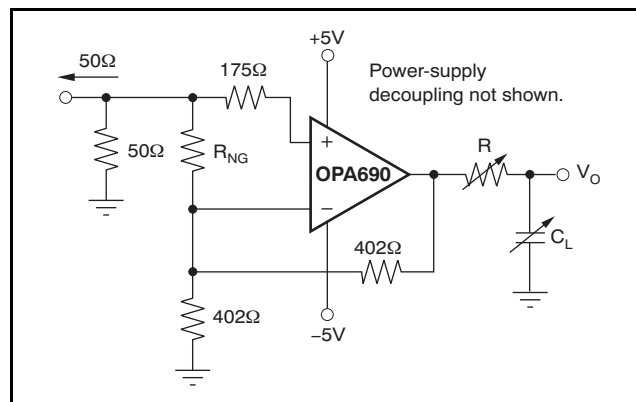 50Ω
+5V
175Ω
Power-supply
decoupling not shown.
50Ω
R_NG
+
OPA690
−
R
V_O
C_L
402Ω
402Ω
−5V